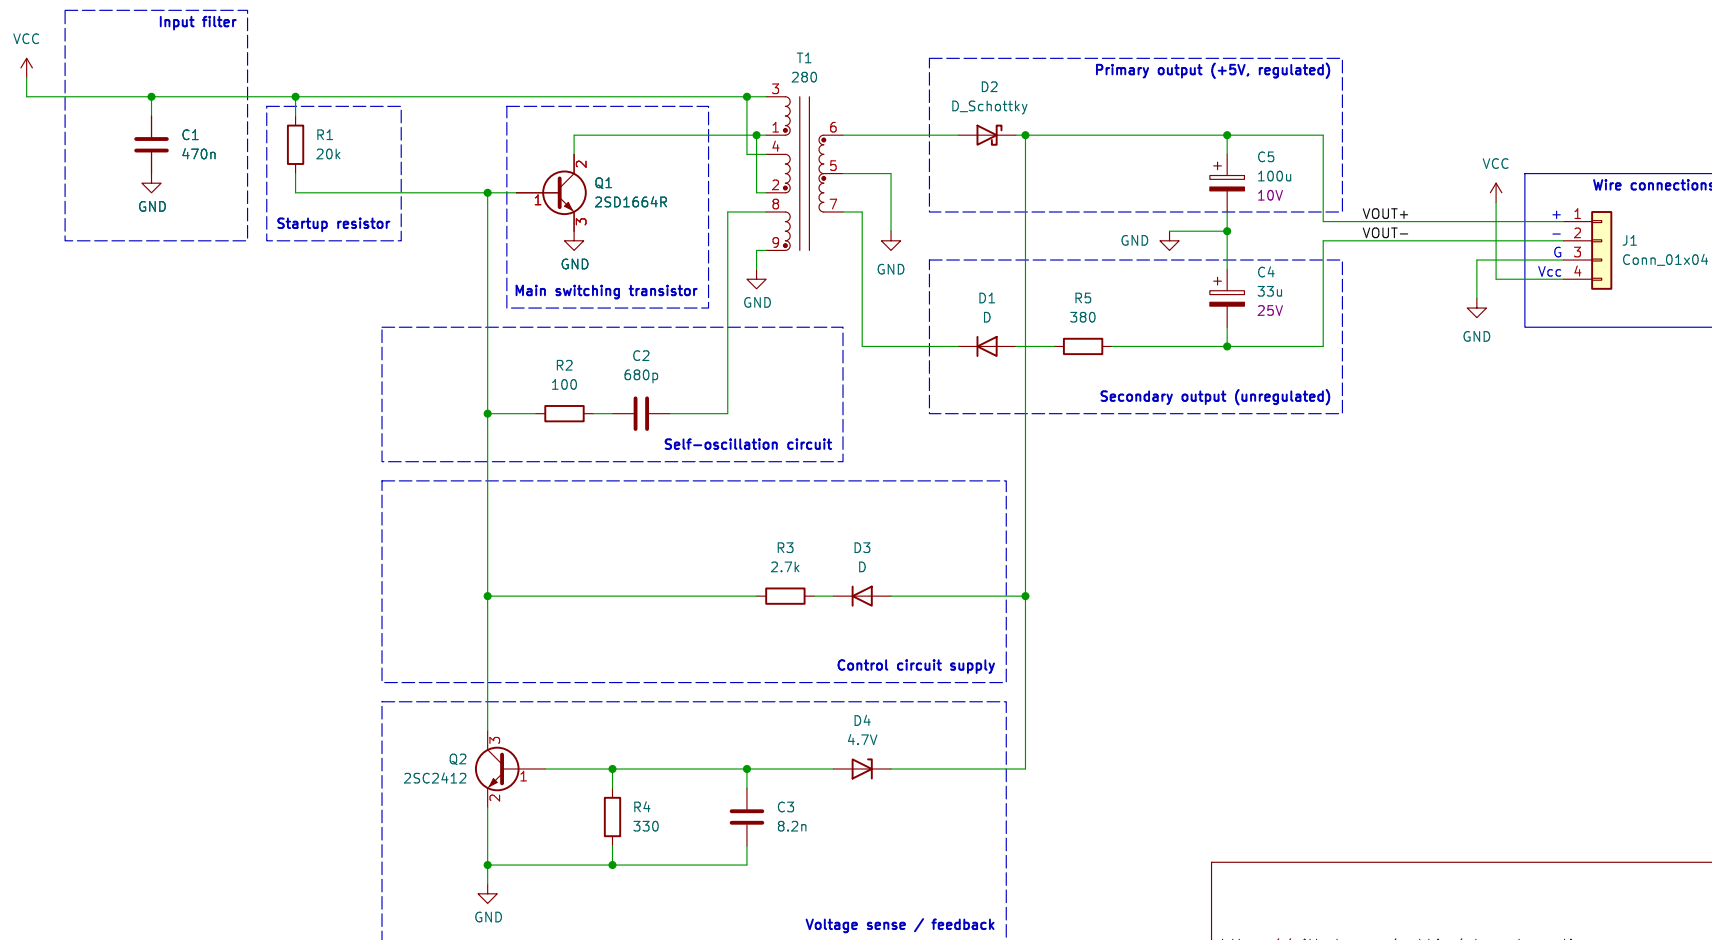 Input filter
VCC
C1
470n
GND
R1
20k
Startup resistor
Q1
2SD1664R
1
2
3
GND
Main switching transistor
T1
280
3
1
4
2
8
9
6
5
7
GND
GND
Primary output (+5V, regulated)
D2
D_Schottky
+
C5
100u
10V
GND
+
C4
33u
25V
D1
D
R5
380
Secondary output (unregulated)
VOUT+
VOUT-
VCC
Wire connections
+ 1
- 2
G 3
Vcc 4
J1
Conn_01x04
GND
R2
100
C2
680p
Self-oscillation circuit
R3
2.7k
D3
D
Control circuit supply
D4
4.7V
Q2
2SC2412
3
1
2
R4
330
C3
8.2n
GND
Voltage sense / feedback